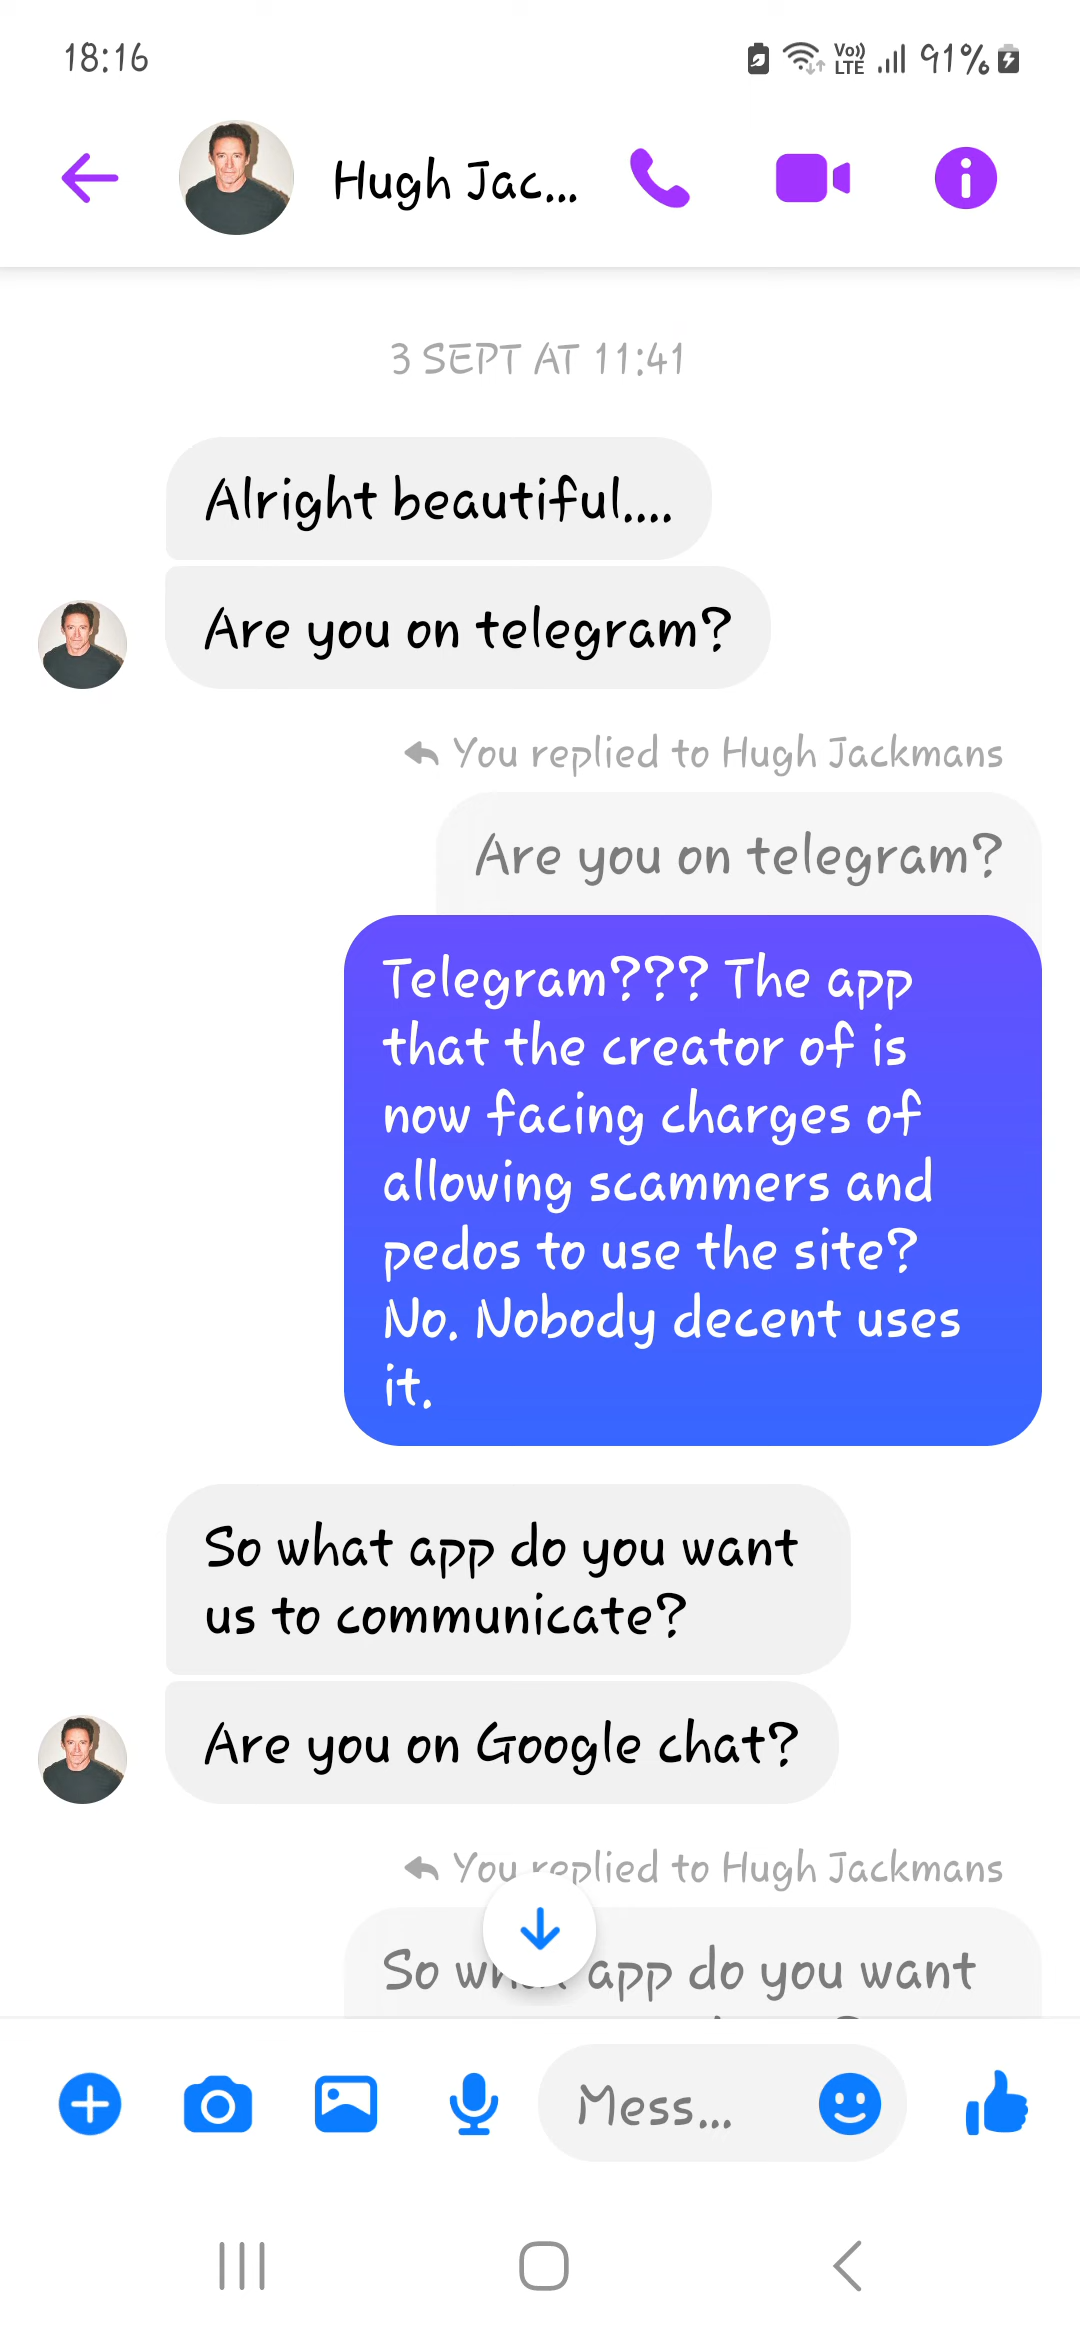 18:16
Vo)) LTE 91%
Hugh Jac...
3 SEPT AT 11:41
Alright beautiful....
Are you on telegram?
You replied to Hugh Jackmans
Are you on telegram?
Telegram??? The app
that the creator of is
now facing charges of
allowing scammers and
pedos to use the site?
No. Nobody decent uses
it.
So what app do you want
us to communicate?
Are you on Google chat?
You replied to Hugh Jackmans
So what app do you want
Mess...